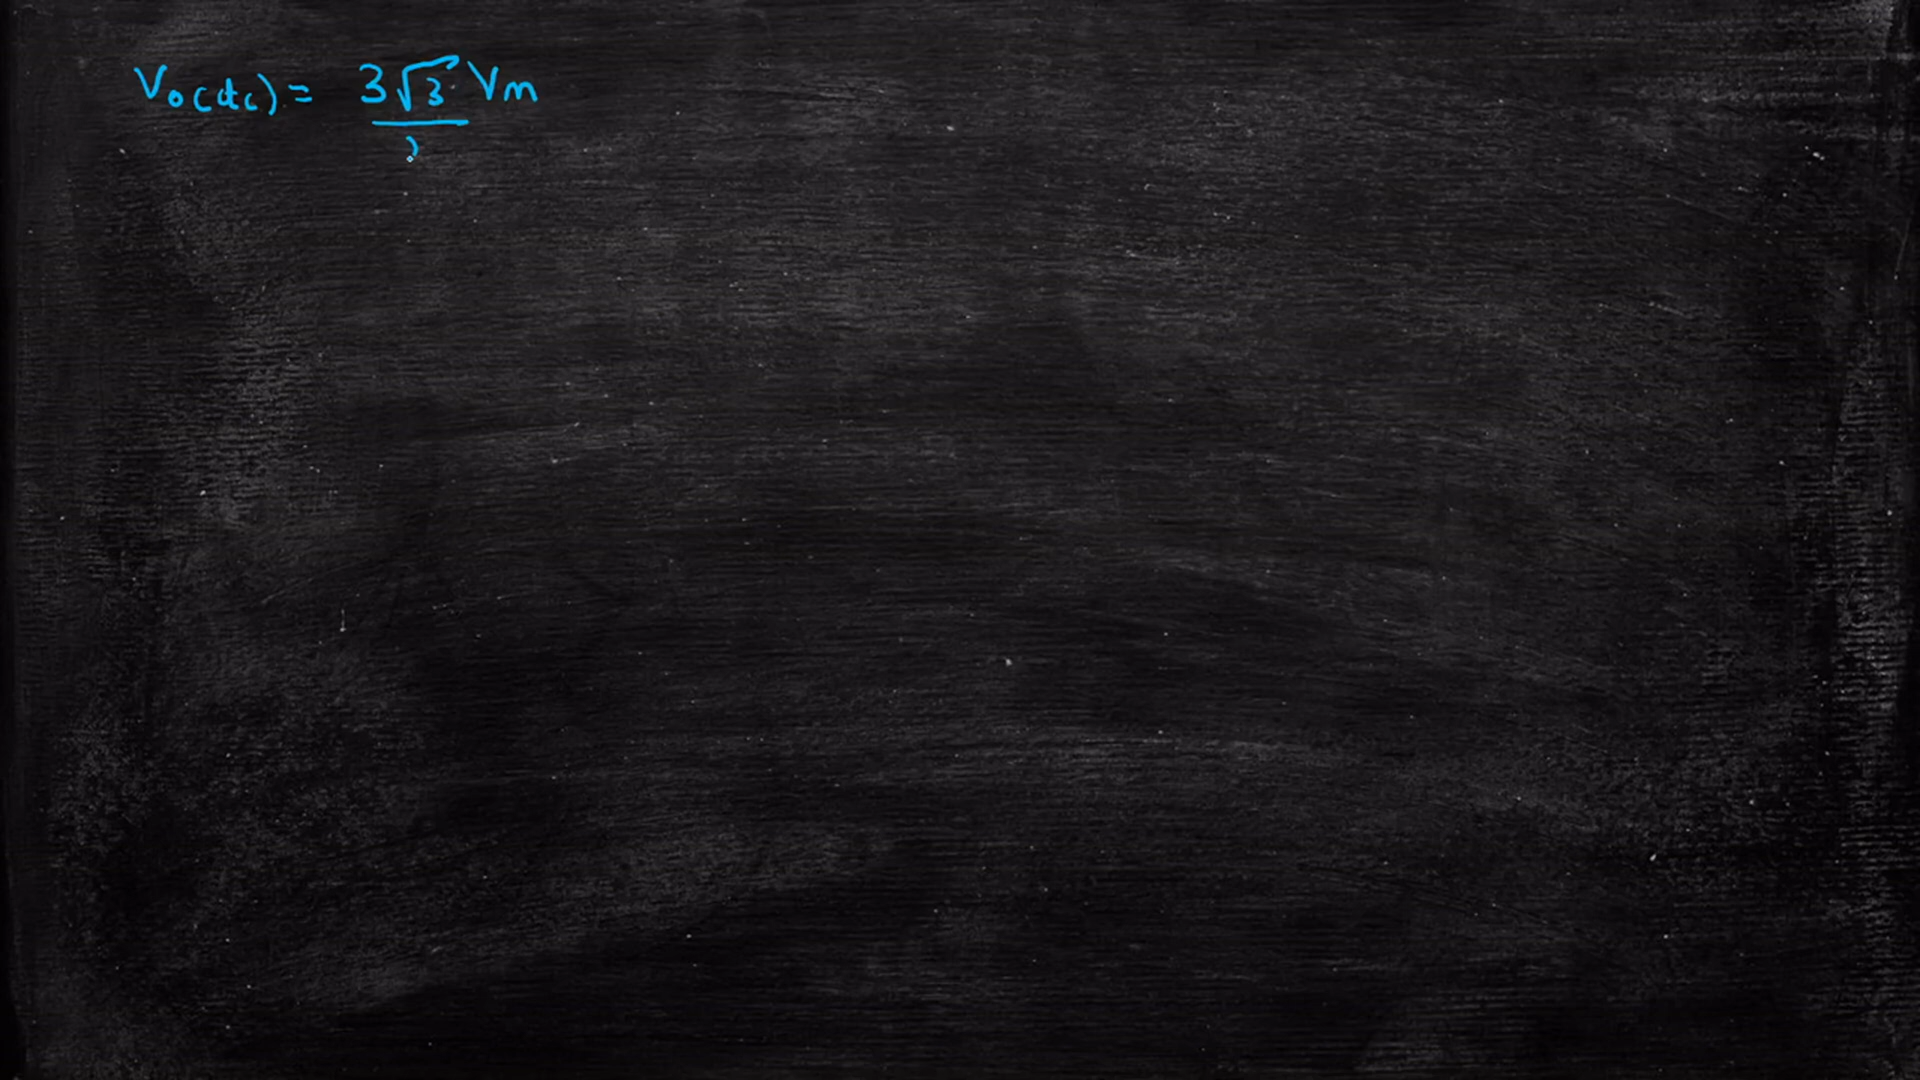 Vo(dc) = 3√3 Vm